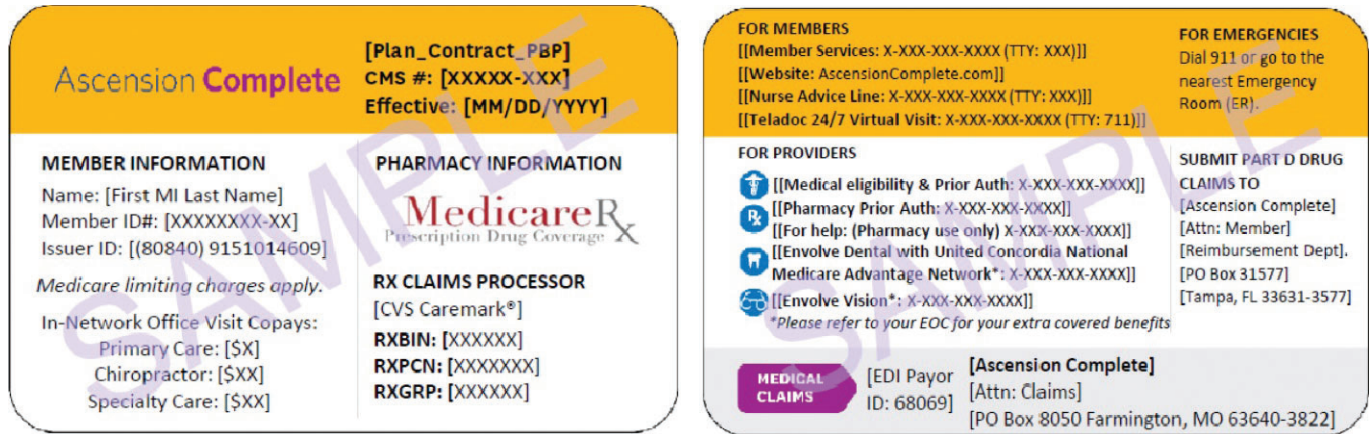 Ascension Complete
[Plan_Contract_PBP]
CMS #: [XXXXX-XXX]
Effective: [MM/DD/YYYY]
MEMBER INFORMATION
Name: [First MI Last Name]
Member ID#: [XXXXXXXX-XX]
Issuer ID: [(80840) 9151014609]
Medicare limiting charges apply.
In-Network Office Visit Copays:
Primary Care: [$X]
Chiropractor: [$XX]
Specialty Care: [$XX]
PHARMACY INFORMATION
MedicareRx
Prescription Drug Coverage
RX CLAIMS PROCESSOR
[CVS Caremark®]
RXBIN: [XXXXXX]
RXPCN: [XXXXXXX]
RXGRP: [XXXXXX]
SAMPLE
FOR MEMBERS
[[Member Services: X-XXX-XXX-XXXX (TTY: XXX)]]
[[Website: AscensionComplete.com]]
[[Nurse Advice Line: X-XXX-XXX-XXXX (TTY: XXX)]]
[[Teladoc 24/7 Virtual Visit: X-XXX-XXX-XXXX (TTY: 711)]]
FOR EMERGENCIES
Dial 911 or go to the
nearest Emergency
Room (ER).
FOR PROVIDERS
[[Medical eligibility & Prior Auth: X-XXX-XXX-XXXX]]
Rx
[[Pharmacy Prior Auth: X-XXX-XXX-XXXX]]
[[For help: (Pharmacy use only) X-XXX-XXX-XXXX]]
[[Envolve Dental with United Concordia National
Medicare Advantage Network*: X-XXX-XXX-XXXX]]
[[Envolve Vision*: X-XXX-XXX-XXXX]]
*Please refer to your EOC for your extra covered benefits
SUBMIT PART D DRUG
CLAIMS TO
[Ascension Complete]
[Attn: Member]
[Reimbursement Dept].
[PO Box 31577]
[Tampa, FL 33631-3577]
MEDICAL
CLAIMS
[EDI Payor
ID: 68069]
[Ascension Complete]
[Attn: Claims]
[PO Box 8050 Farmington, MO 63640-3822]
SAMPLE